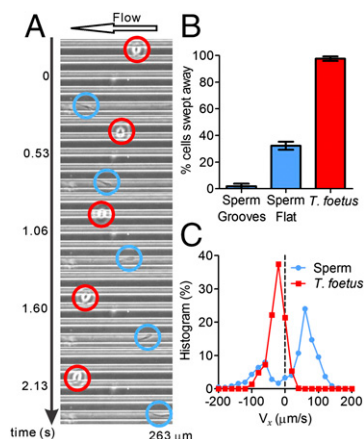 A
Flow
0
0.53
1.06
1.60
2.13
time (s)
263 μm
B
% cells swept away
100
80
60
40
20
0
Sperm
Grooves
Sperm
Flat
T. foetus
C
Sperm
T. foetus
Histogram (%)
40
30
20
10
0
-200 -100 0 100 200
Vx (μm/s)